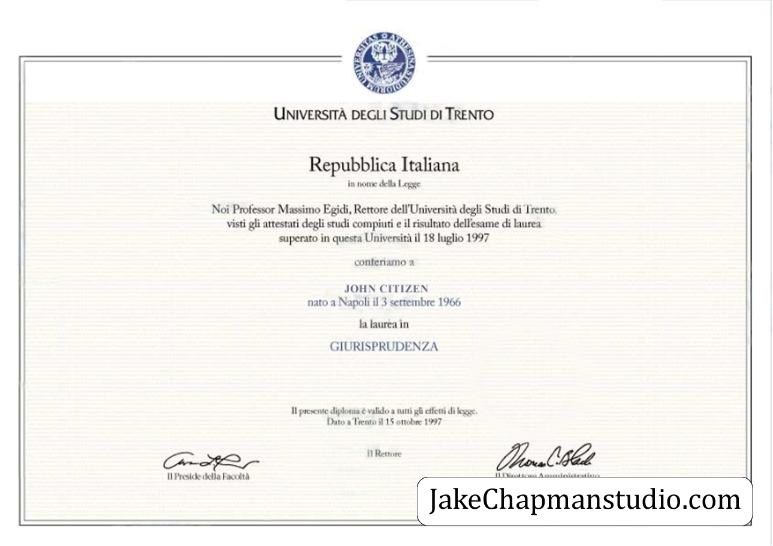 UNIVERSITÀ DEGLI STUDI DI TRENTO
Repubblica Italiana
in nome della Legge
Noi Professor Massimo Egidi, Rettore dell'Università degli Studi di Trento,
visti gli attestati degli studi compiuti e il risultato dell'esame di laurea
superato in questa Università il 18 luglio 1997
conferiamo a
JOHN CITIZEN
nato a Napoli il 3 settembre 1966
la laurea in
GIURISPRUDENZA
Il presente diploma è valido a tutti gli effetti di legge.
Dato a Trento il 15 ottobre 1997
Il Rettore
Il Preside della Facoltà
Il Direttore Amministrativo
JakeChapmanstudio.com